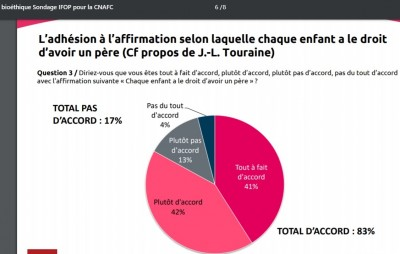 bioéthique Sondage IFOP pour la CNAFC
6 / 8
L'adhésion à l'affirmation selon laquelle chaque enfant a le droit
d'avoir un père (Cf propos de J.-L. Touraine)
Question 3 / Diriez-vous que vous êtes tout à fait d'accord, plutôt d'accord, plutôt pas d'accord, pas du tout d'accord
avec l'affirmation suivante « Chaque enfant a le droit d'avoir un père » ?
TOTAL PAS
D'ACCORD : 17%
Pas du tout
d'accord
4%
Plutôt pas
d'accord
13%
Tout à fait
d'accord
41%
Plutôt d'accord
42%
TOTAL D'ACCORD : 83%